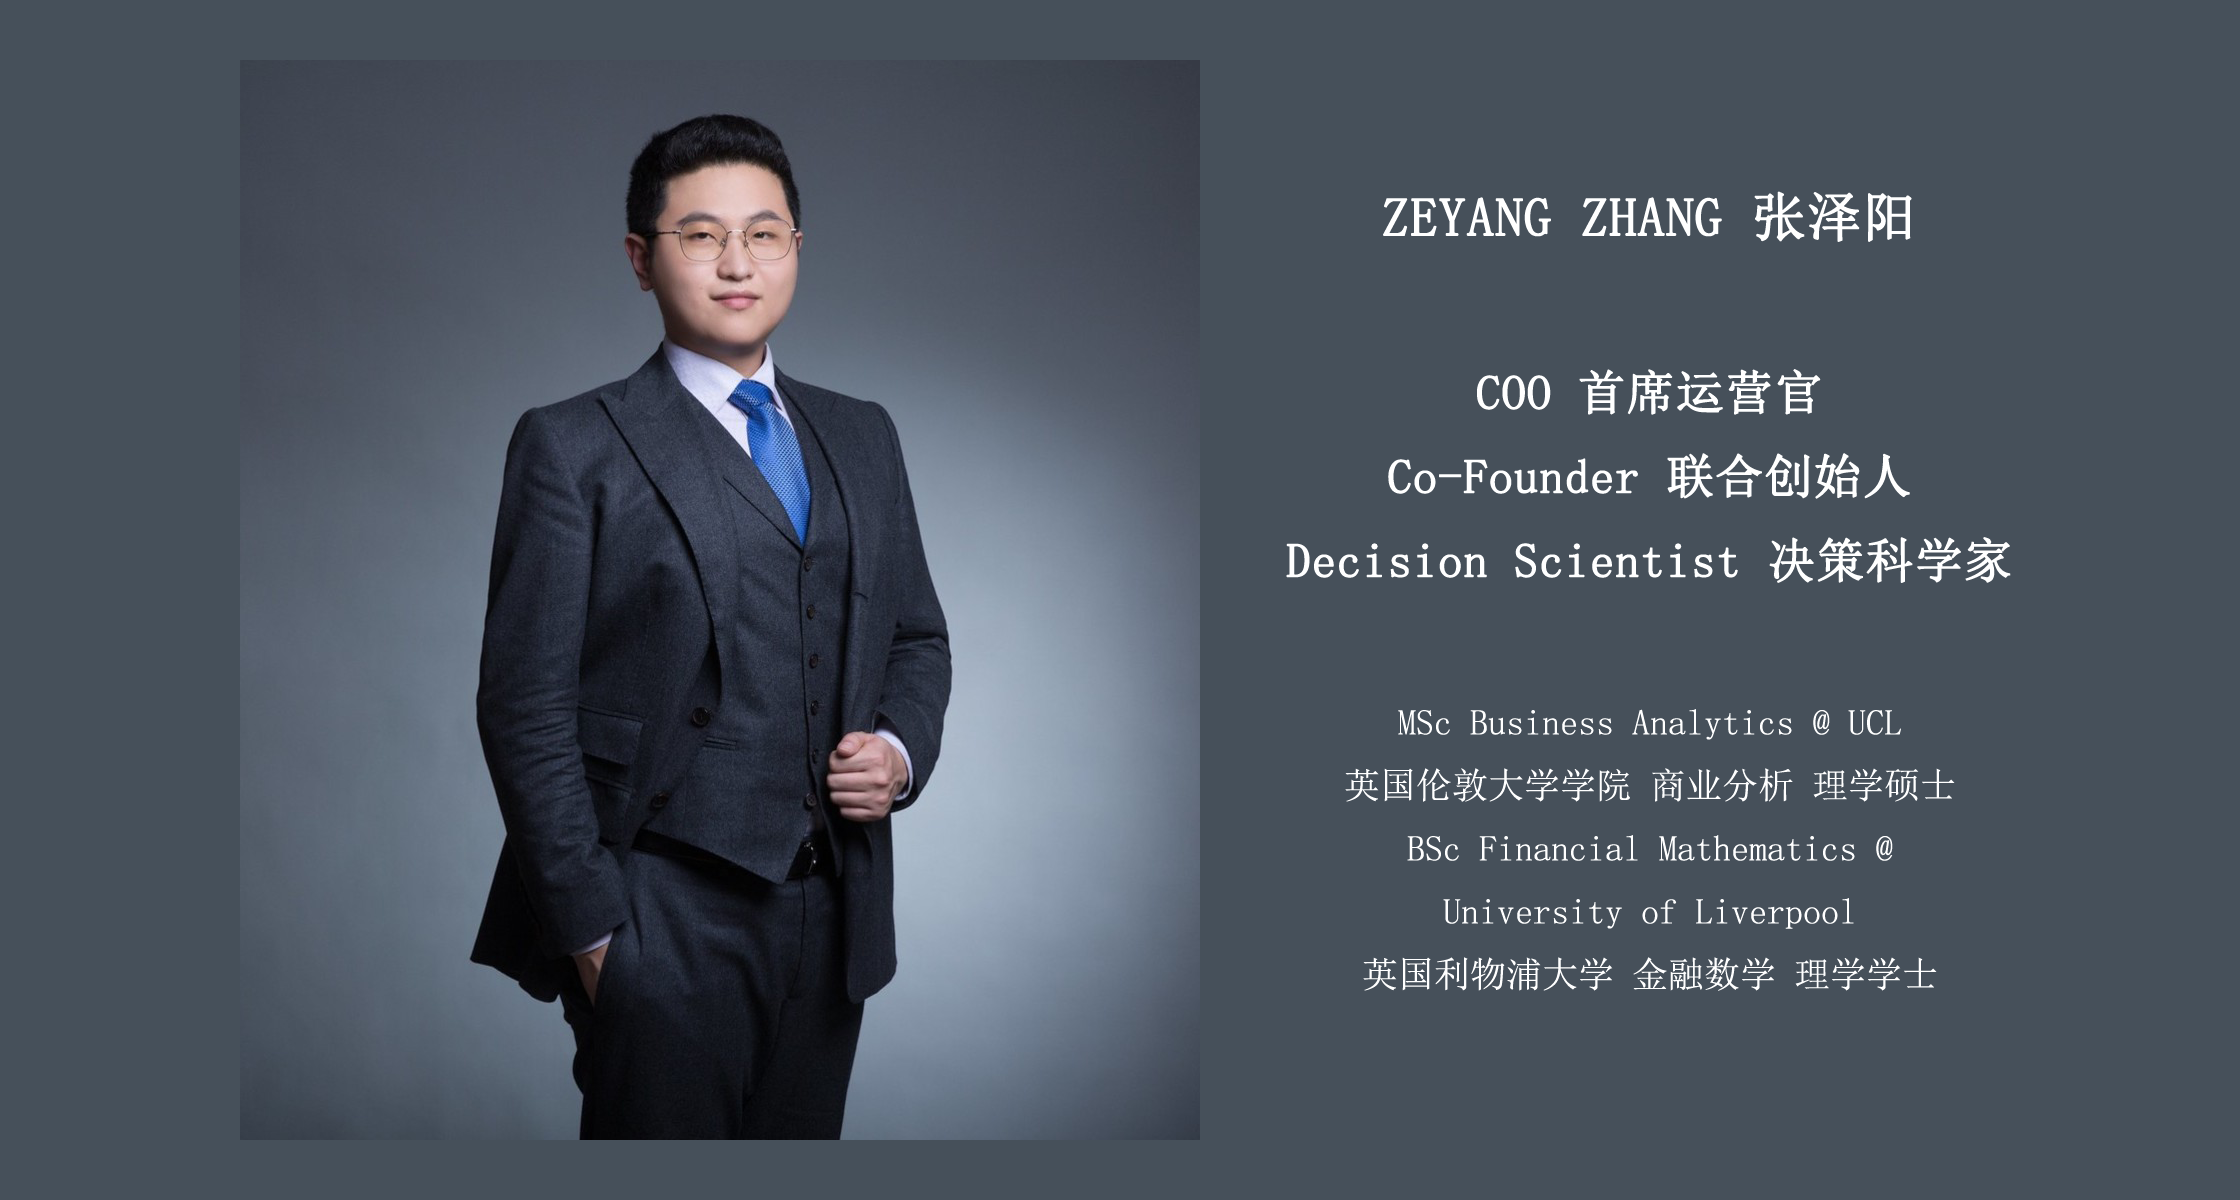 ZEYANG ZHANG 张泽阳
COO 首席运营官
Co-Founder 联合创始人
Decision Scientist 决策科学家
MSc Business Analytics @ UCL
英国伦敦大学学院 商业分析 理学硕士
BSc Financial Mathematics @
University of Liverpool
英国利物浦大学 金融数学 理学学士